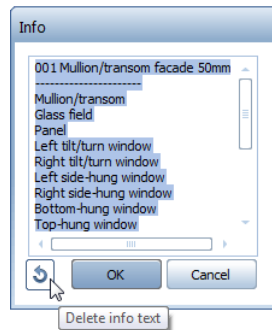 Info
001 Mullion/transom facade 50mm
-----------------------
Mullion/transom
Glass field
Panel
Left tilt/turn window
Right tilt/turn window
Left side-hung window
Right side-hung window
Bottom-hung window
Top-hung window
OK
Cancel
Delete info text